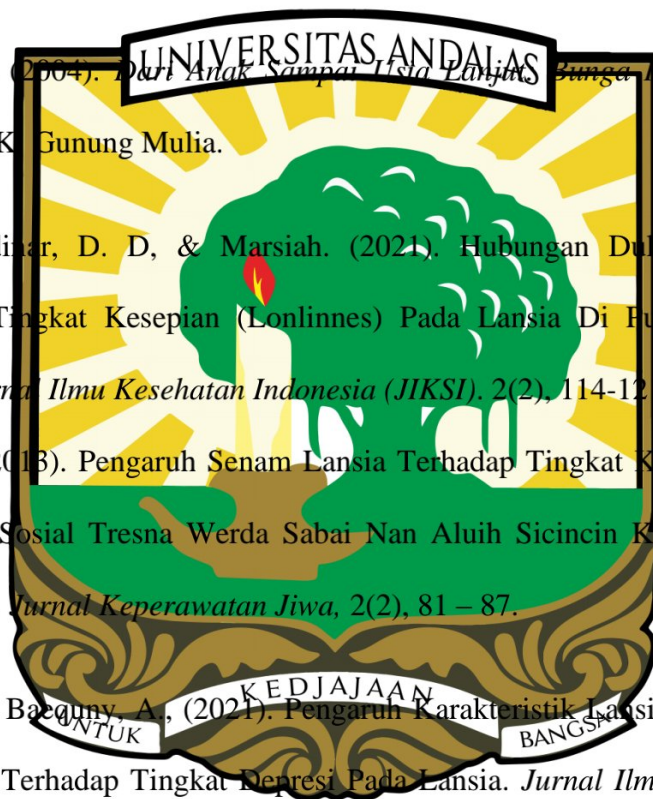 UNIVERSITAS ANDALAS
(2004). Dari Anak Sampai Usia Lanjut. Bunga
K. Gunung Mulia.
D. D, & Marsiah. (2021). Hubungan
Tingkat Kesepian (Lonlinnes) Pada Lansia Di
Ilmu Kesehatan Indonesia (JIKSI). 2(2), 114-12
Pengaruh Senam Lansia Terhadap Tingkat
Sosial Tresna Werda Sabai Nan Aluih Sicincin
Jurnal Keperawatan Jiwa, 2(2), 81 – 87.
KEDJAJAAN
Baequny, A., (2021). Pengaruh Karakteristik Lansia
UNTUK BANGSA
Terhadap Tingkat Depresi Pada Lansia. Jurnal